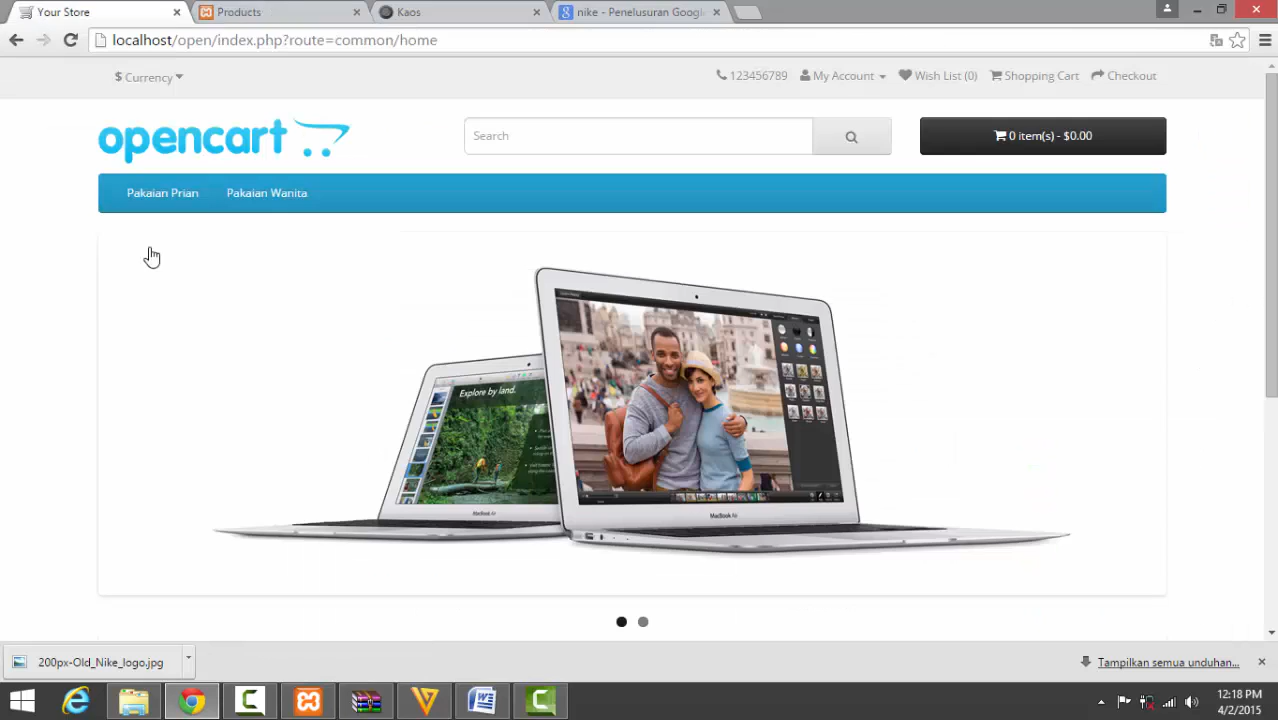 Your Store
Products
Kaos
nike - Penelusuran Googl
localhost/open/index.php?route=common/home
$ Currency
123456789
My Account
Wish List (0)
Shopping Cart
Checkout
opencart
Search
0 item(s) - $0.00
Pakaian Prian
Pakaian Wanita
Explore by land.
MacBook Air
MacBook Air
200px-Old_Nike_logo.jpg
Tampilkan semua unduhan...
12:18 PM
4/2/2015